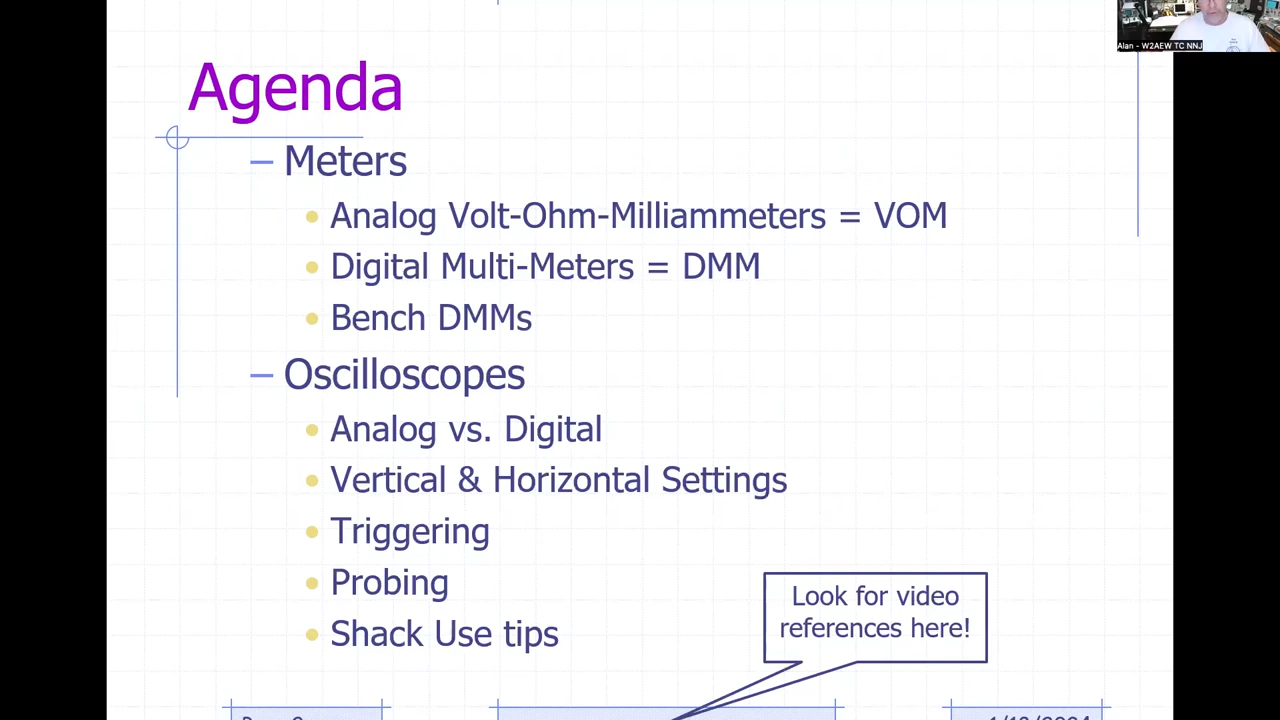 Alan - W2AEW TC NNJ
Agenda
– Meters
• Analog Volt-Ohm-Milliammeters = VOM
• Digital Multi-Meters = DMM
• Bench DMMs
– Oscilloscopes
• Analog vs. Digital
• Vertical & Horizontal Settings
• Triggering
• Probing
• Shack Use tips
Look for video
references here!